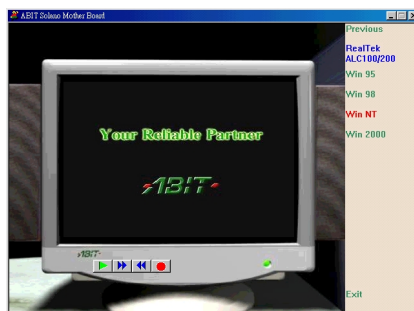 ABIT Solano Mother Board
Previous
RealTek
ALC100/200
Win 95
Win 98
Win NT
Win 2000
Your Reliable Partner
ABIT
ABIT
Exit